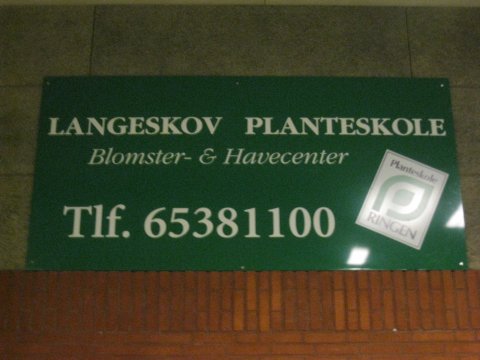 LANGESKOV PLANTESKOLE
Blomster- & Havecenter
Tlf. 65381100
Planteskole
RINGEN